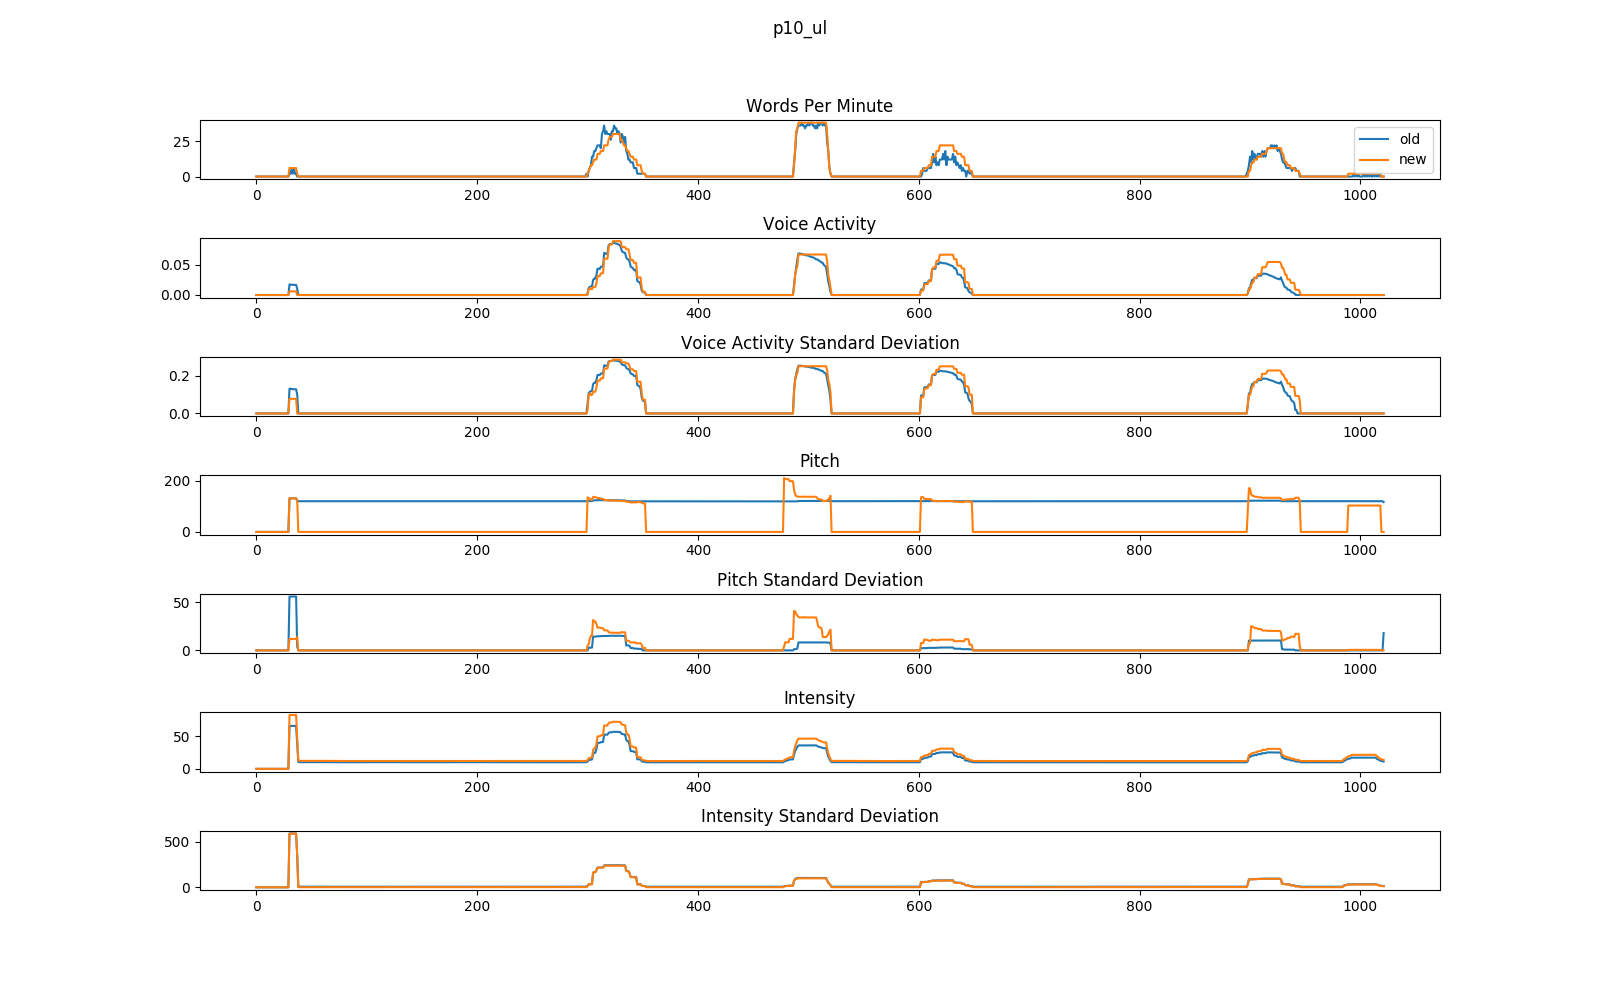 p10_ul
Words Per Minute
25
0
old
new
0 200 400 600 800 1000
Voice Activity
0.05
0.00
0 200 400 600 800 1000
Voice Activity Standard Deviation
0.2
0.0
0 200 400 600 800 1000
Pitch
200
0
0 200 400 600 800 1000
Pitch Standard Deviation
50
0
0 200 400 600 800 1000
Intensity
50
0
0 200 400 600 800 1000
Intensity Standard Deviation
500
0
0 200 400 600 800 1000